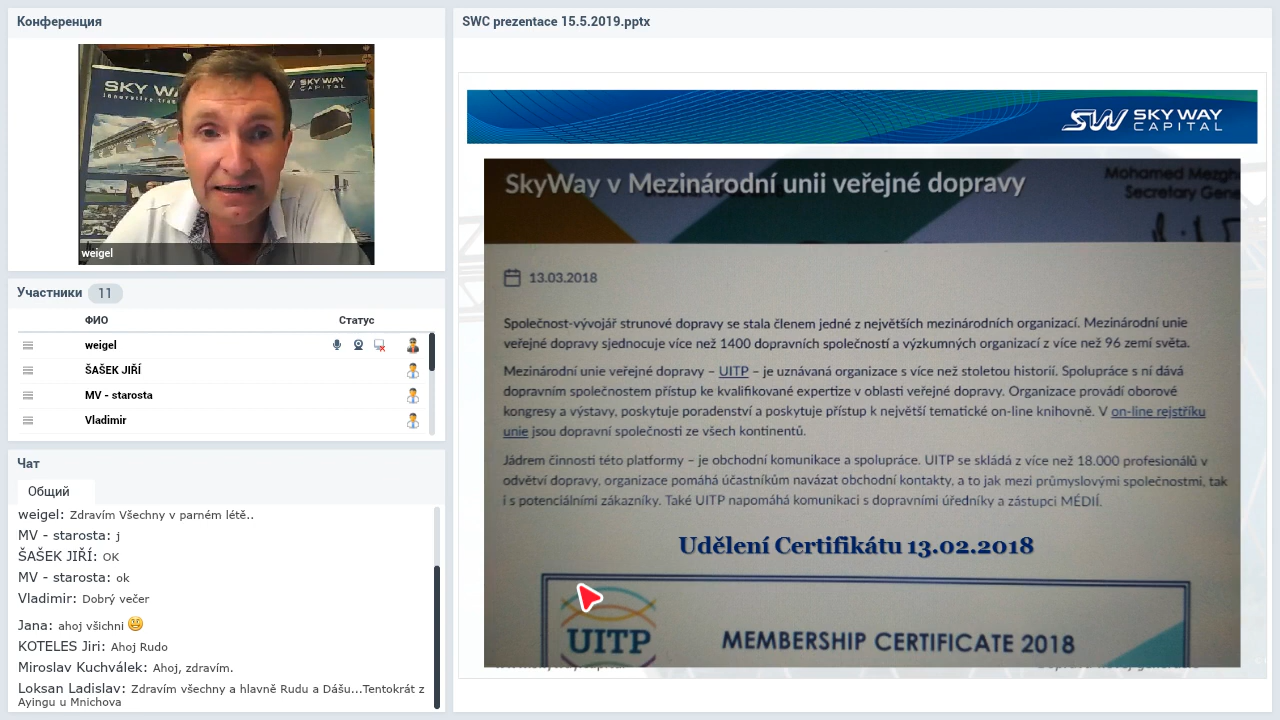 Конференция
SKY WA
innovative tra
SKY WAY
CAPITAL
weigel
Участники 11
ФИО Статус
weigel
ŠAŠEK JIŘÍ
MV - starosta
Vladimir
Чат
Общий
weigel: Zdravím Všechny v parném létě..
MV - starosta: j
ŠAŠEK JIŘÍ: OK
MV - starosta: ok
Vladimir: Dobrý večer
Jana: ahoj všichni
KOTELES Jiri: Ahoj Rudo
Miroslav Kuchválek: Ahoj, zdravím.
Loksan Ladislav: Zdravím všechny a hlavně Rudu a Dášu...Tentokrát z
Ayingu u Mnichova
SWC prezentace 15.5.2019.pptx
SW SKY WAY
CAPITAL
SkyWay v Mezinárodní unii veřejné dopravy
Mohamed Mezgh
Secretary Gene
13.03.2018
Společnost-vývojář strunové dopravy se stala členem jedné z největších mezinárodních organizací. Mezinárodní unie
veřejné dopravy sjednocuje více než 1400 dopravních společností a výzkumných organizací z více než 96 zemí světa.
Mezinárodní unie veřejné dopravy – UITP – je uznávaná organizace s více než stoletou historií. Spolupráce s ní dává
dopravním společnostem přístup ke kvalifikované expertize v oblasti veřejné dopravy. Organizace provádí oborové
kongresy a výstavy, poskytuje poradenství a poskytuje přístup k největší tematické on-line knihovně. V on-line rejstříku
unie jsou dopravní společnosti ze všech kontinentů.
Jádrem činnosti této platformy – je obchodní komunikace a spolupráce. UITP se skládá z více než 18.000 profesionálů v
odvětví dopravy, organizace pomáhá účastníkům navázat obchodní kontakty, a to jak mezi průmyslovými společnostmi, tak
i s potenciálními zákazníky. Také UITP napomáhá komunikaci s dopravními úředníky a zástupci MÉDIÍ.
Udělení Certifikátu 13.02.2018
UITP
MEMBERSHIP CERTIFICATE 2018